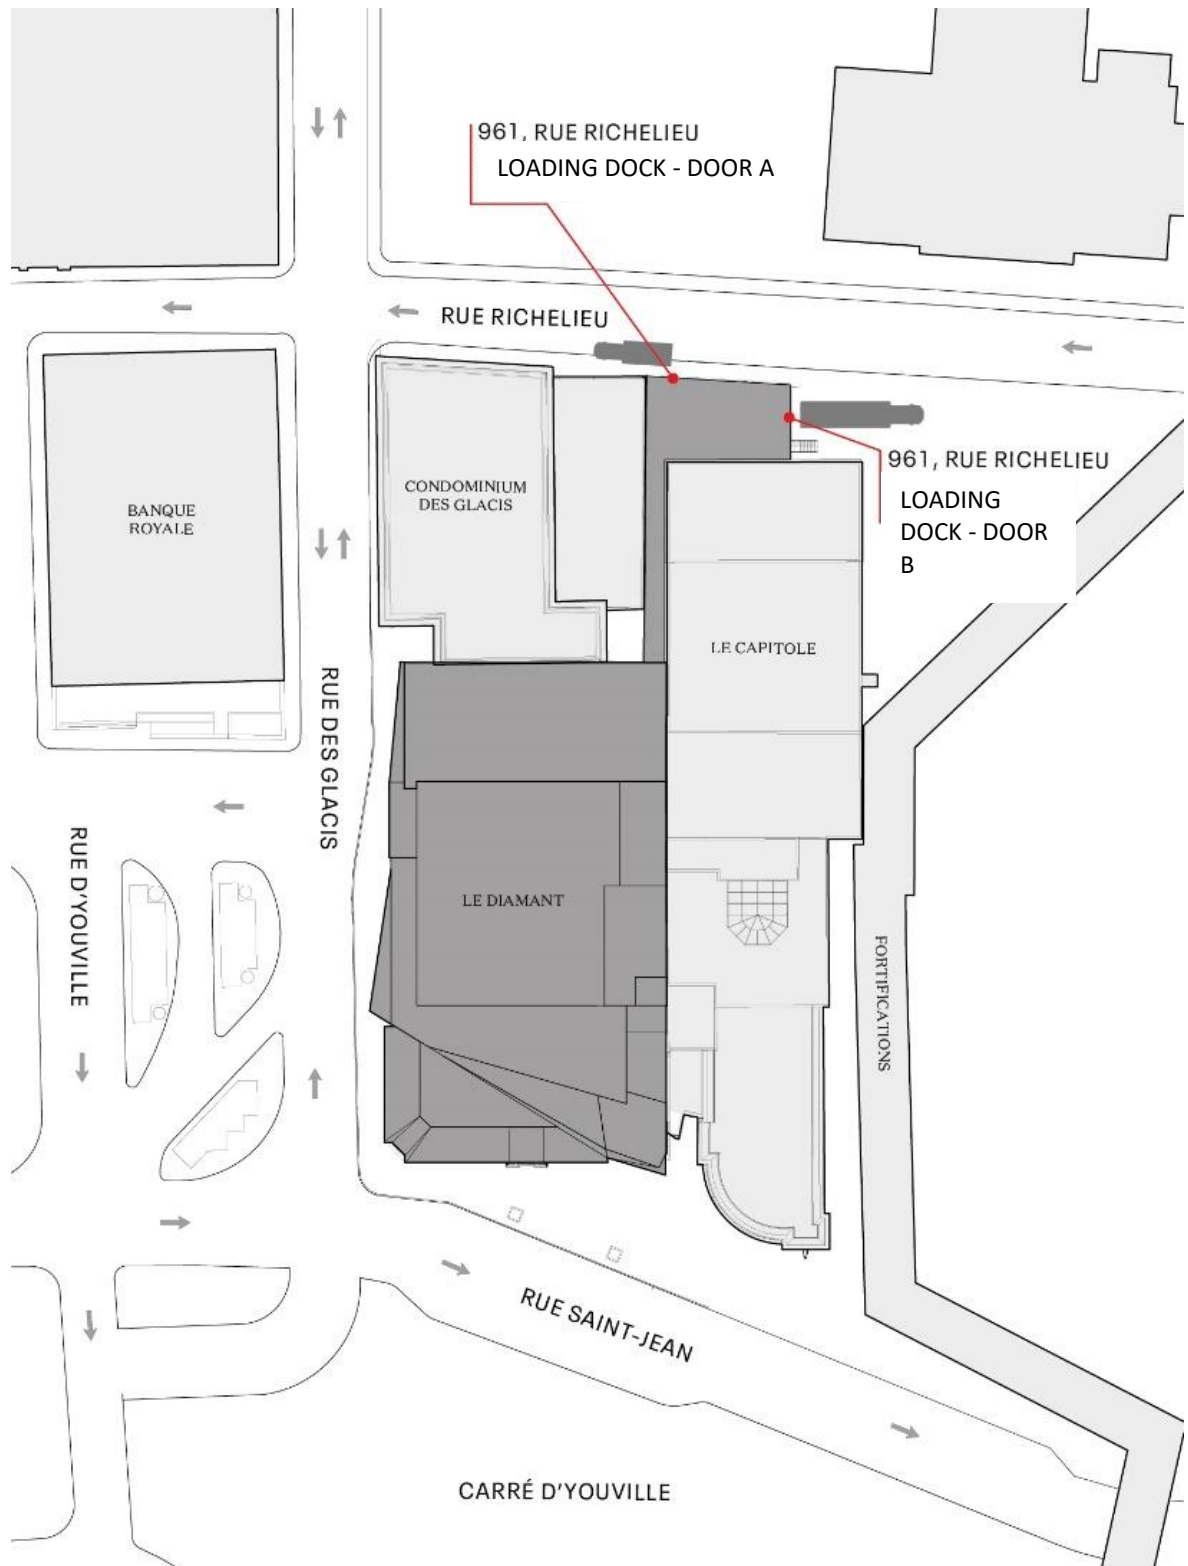 961, RUE RICHELIEU
LOADING DOCK - DOOR A
RUE RICHELIEU
961, RUE RICHELIEU
LOADING
DOCK - DOOR
B
CONDOMINIUM
DES GLACIS
BANQUE
ROYALE
LE CAPITOLE
RUE DES GLACIS
RUE D'YOUVILLE
LE DIAMANT
FORTIFICATIONS
RUE SAINT-JEAN
CARRÉ D'YOUVILLE